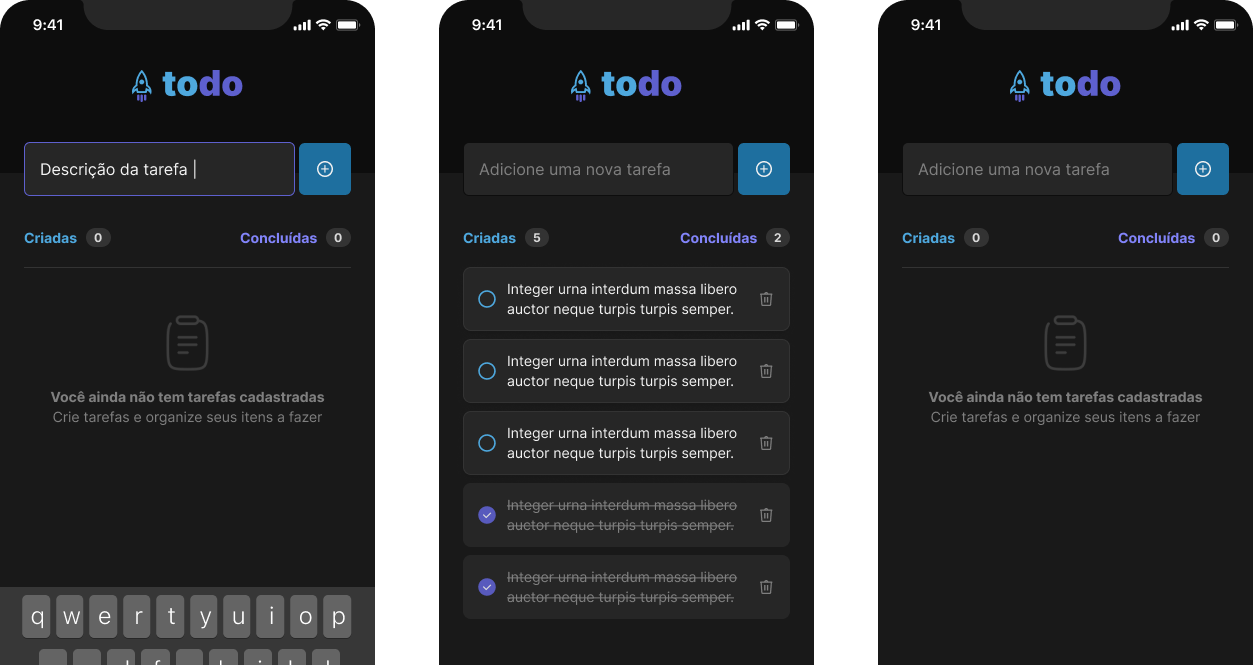 9:41
todo
Descrição da tarefa
Criadas 0 Concluídas 0
Você ainda não tem tarefas cadastradas
Crie tarefas e organize seus itens a fazer
q w e r t y u i o p
9:41
todo
Adicione uma nova tarefa
Criadas 5 Concluídas 2
Integer urna interdum massa libero
auctor neque turpis turpis semper.
Integer urna interdum massa libero
auctor neque turpis turpis semper.
Integer urna interdum massa libero
auctor neque turpis turpis semper.
Integer urna interdum massa libero
auctor neque turpis turpis semper.
Integer urna interdum massa libero
auctor neque turpis turpis semper.
9:41
todo
Adicione uma nova tarefa
Criadas 0 Concluídas 0
Você ainda não tem tarefas cadastradas
Crie tarefas e organize seus itens a fazer